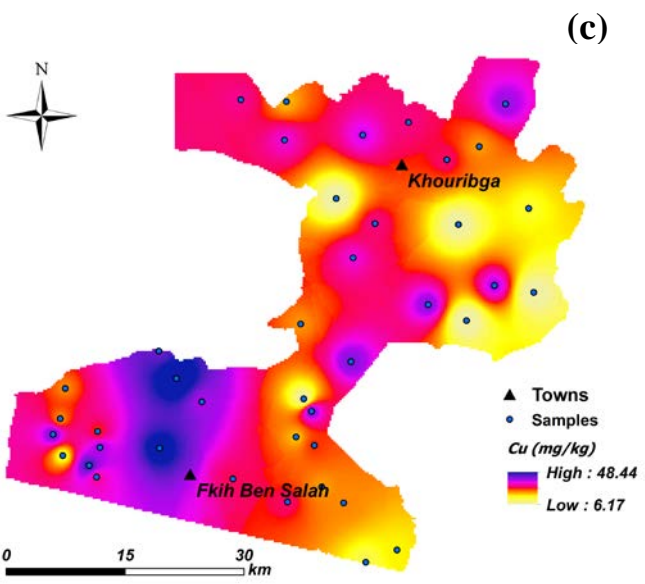 (c)
N
Khouribga
Towns
Samples
Cu (mg/kg)
High : 48.44
Low : 6.17
Fkih Ben Salah
0 15 30
km